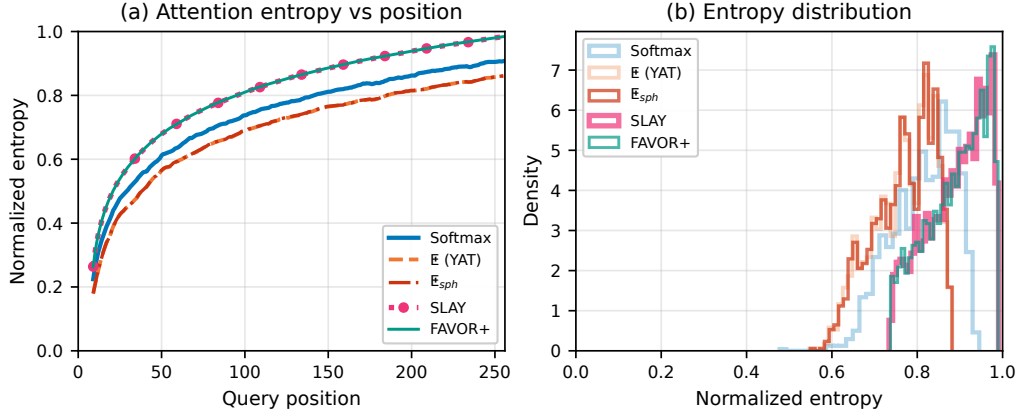 (a) Attention entropy vs position
Normalized entropy
1.0
0.8
0.6
0.4
0.2
0.0
0
50
100
150
200
250
Query position
Softmax
Ɇ (YAT)
Ɇsph
SLAY
FAVOR+
(b) Entropy distribution
Density
7
6
5
4
3
2
1
0
0.0
0.2
0.4
0.6
0.8
1.0
Normalized entropy
Softmax
Ɇ (YAT)
Ɇsph
SLAY
FAVOR+